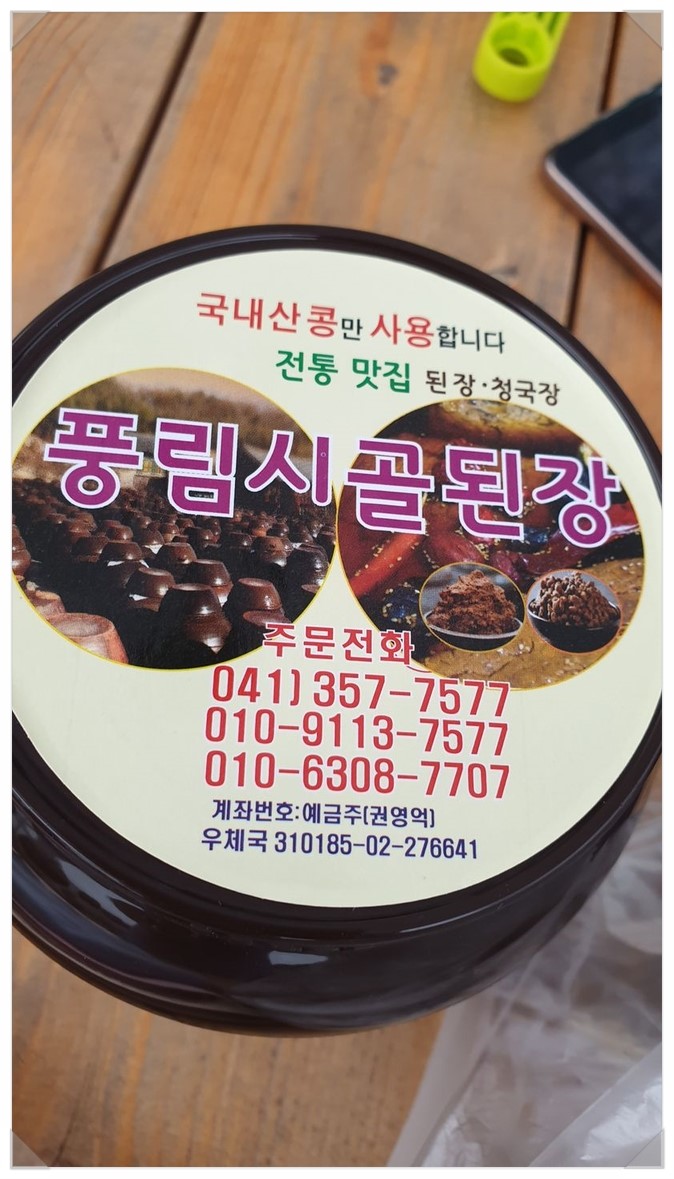 국내산 콩만 사용합니다
전통 맛집 된장·청국장
풍림시골된장
주문전화
041) 357-7577
010-9113-7577
010-6308-7707
계좌번호:예금주(권영억)
우체국 310185-02-276641